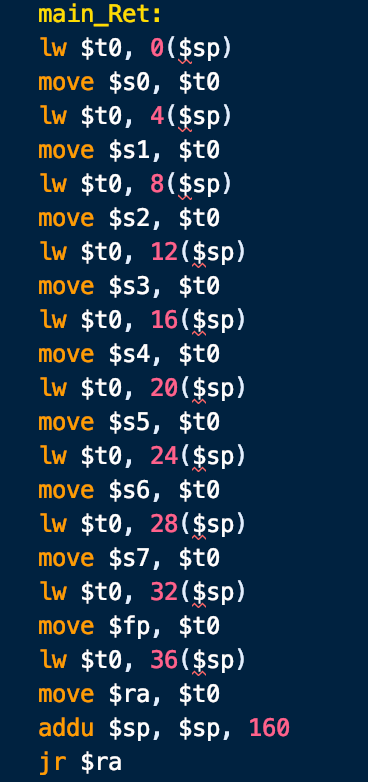 main_Ret:
lw $t0, 0($sp)
move $s0, $t0
lw $t0, 4($sp)
move $s1, $t0
lw $t0, 8($sp)
move $s2, $t0
lw $t0, 12($sp)
move $s3, $t0
lw $t0, 16($sp)
move $s4, $t0
lw $t0, 20($sp)
move $s5, $t0
lw $t0, 24($sp)
move $s6, $t0
lw $t0, 28($sp)
move $s7, $t0
lw $t0, 32($sp)
move $fp, $t0
lw $t0, 36($sp)
move $ra, $t0
addu $sp, $sp, 160
jr $ra